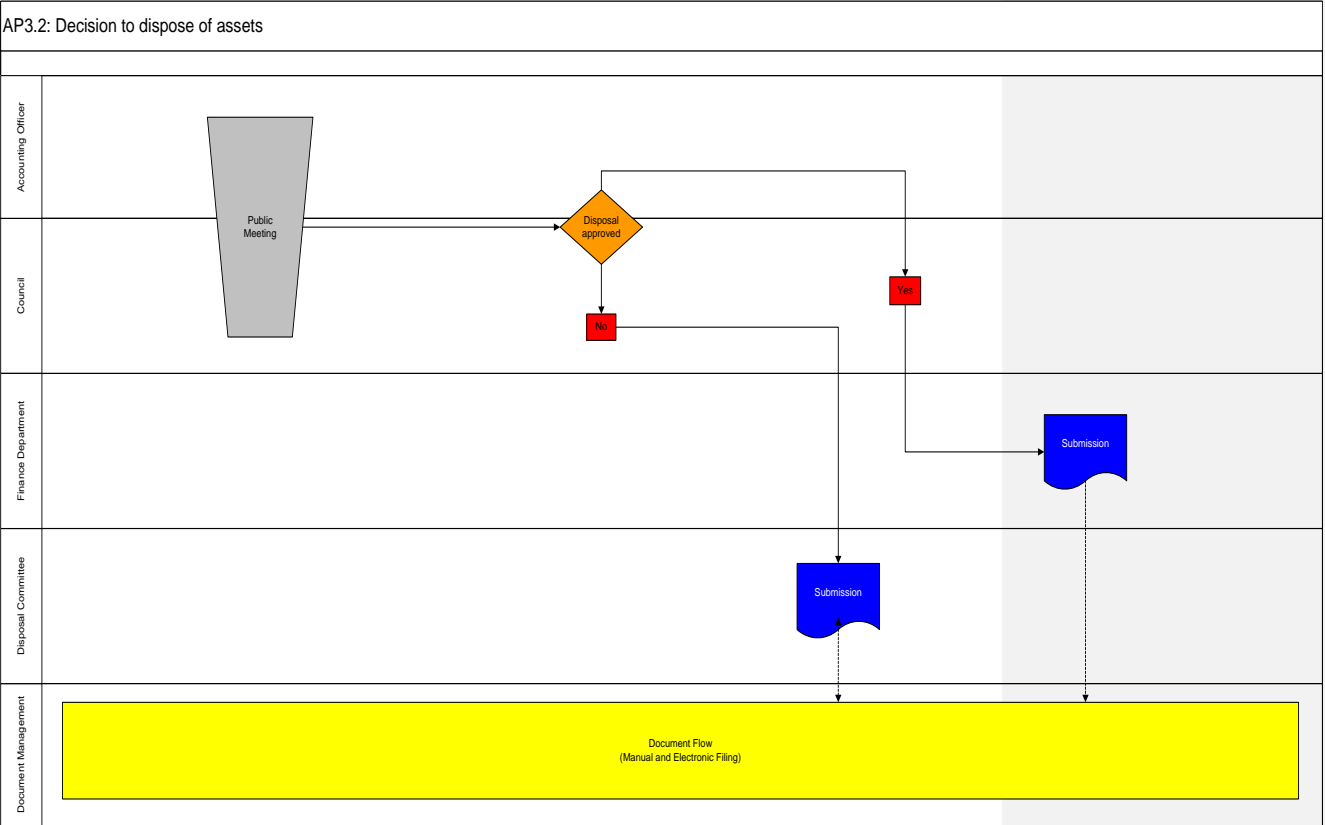 AP3.2: Decision to dispose of assets
Accounting Officer
Public
Meeting
Disposal
approved
Council
Yes
No
Finance Department
Submission
Disposal Committee
Submission
Document Management
Document Flow
(Manual and Electronic Filing)